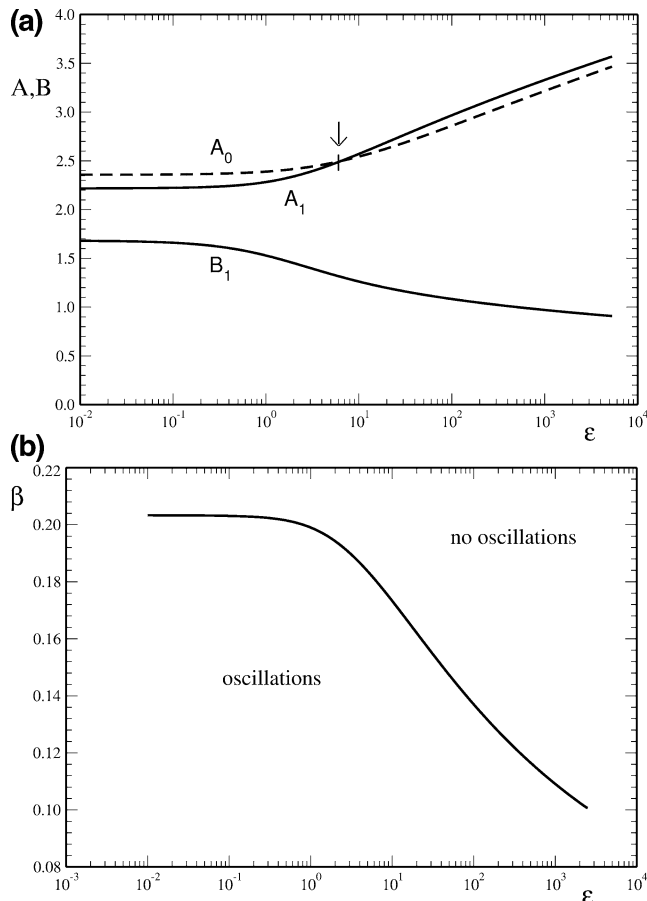 (a)
4.0
3.5
A,B
3.0
A₀
2.5
2.0
A₁
1.5
B₁
1.0
0.5
0.0
10⁻² 10⁻¹ 10⁰ 10¹ 10² 10³ 10⁴
ε
(b)
0.22
β
0.20
no oscillations
0.18
0.16
oscillations
0.14
0.12
0.10
0.08
10⁻³ 10⁻² 10⁻¹ 10⁰ 10¹ 10² 10³ 10⁴
ε